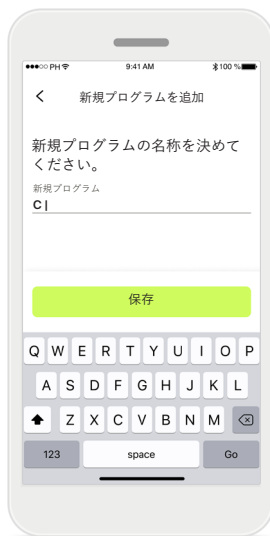 ●●●○○ PH 9:41 AM 100 %
新規プログラムを追加
新規プログラムの名称を決めて
ください。
新規プログラム
C|
保存
Q W E R T Y U I O P
A S D F G H J K L
Z X C V B N M
123 space Go